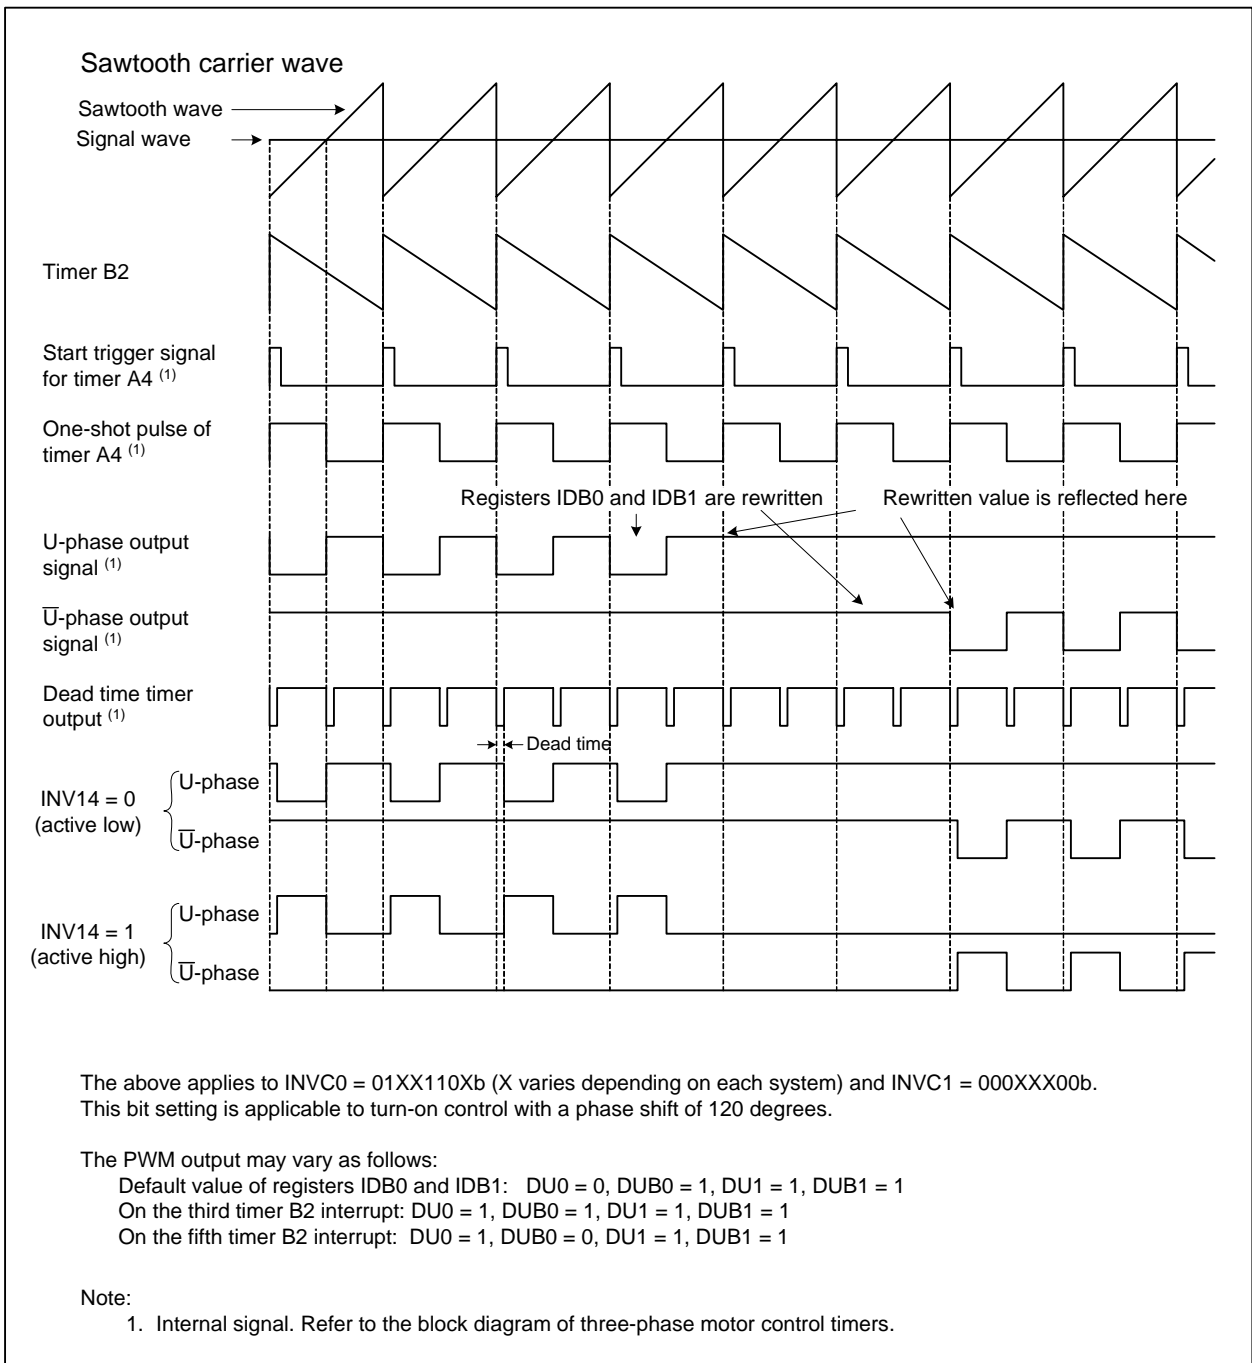 Sawtooth carrier wave
Sawtooth wave
Signal wave
Timer B2
Start trigger signal
for timer A4 (1)
One-shot pulse of
timer A4 (1)
Registers IDB0 and IDB1 are rewritten
Rewritten value is reflected here
U-phase output
signal (1)
U̅-phase output
signal (1)
Dead time timer
output (1)
Dead time
INV14 = 0
(active low)
U-phase
U̅-phase
INV14 = 1
(active high)
U-phase
U̅-phase
The above applies to INVC0 = 01XX110Xb (X varies depending on each system) and INVC1 = 000XXX00b.
This bit setting is applicable to turn-on control with a phase shift of 120 degrees.
The PWM output may vary as follows:
Default value of registers IDB0 and IDB1: DU0 = 0, DUB0 = 1, DU1 = 1, DUB1 = 1
On the third timer B2 interrupt: DU0 = 1, DUB0 = 1, DU1 = 1, DUB1 = 1
On the fifth timer B2 interrupt: DU0 = 1, DUB0 = 0, DU1 = 1, DUB1 = 1
Note:
1. Internal signal. Refer to the block diagram of three-phase motor control timers.